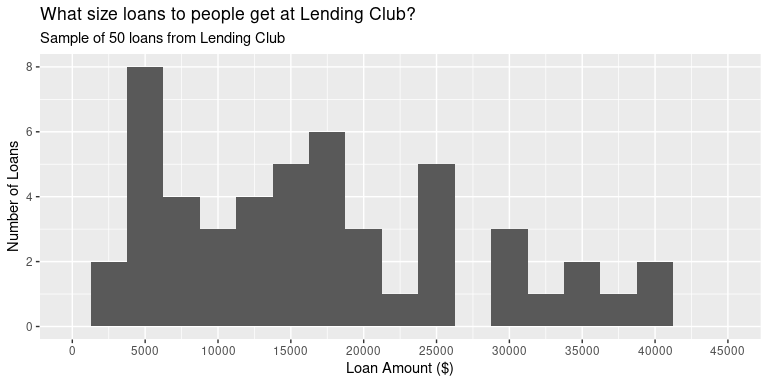 What size loans to people get at Lending Club?
Sample of 50 loans from Lending Club
8
6
4
2
0
Number of Loans
0 5000 10000 15000 20000 25000 30000 35000 40000 45000
Loan Amount ($)